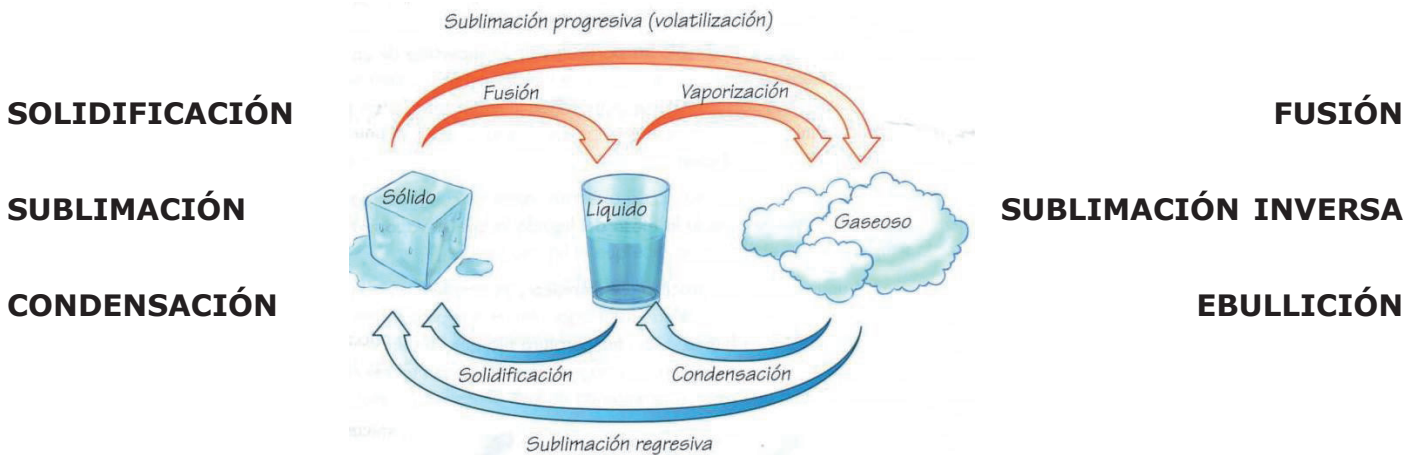 Sublimación progresiva (volatilización)
Fusión
Vaporización
SOLIDIFICACIÓN
FUSIÓN
Sólido
Líquido
Gaseoso
SUBLIMACIÓN
SUBLIMACIÓN INVERSA
CONDENSACIÓN
EBULLICIÓN
Solidificación
Condensación
Sublimación regresiva